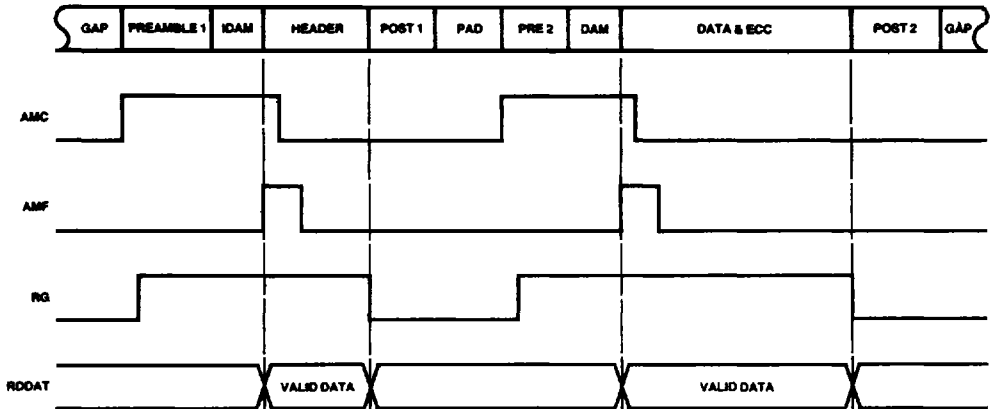 GAP PREAMBLE 1 IDAM HEADER POST 1 PAD PRE 2 DAM DATA & ECC POST 2 GAP
AMC
AMF
RG
RDDAT VALID DATA VALID DATA